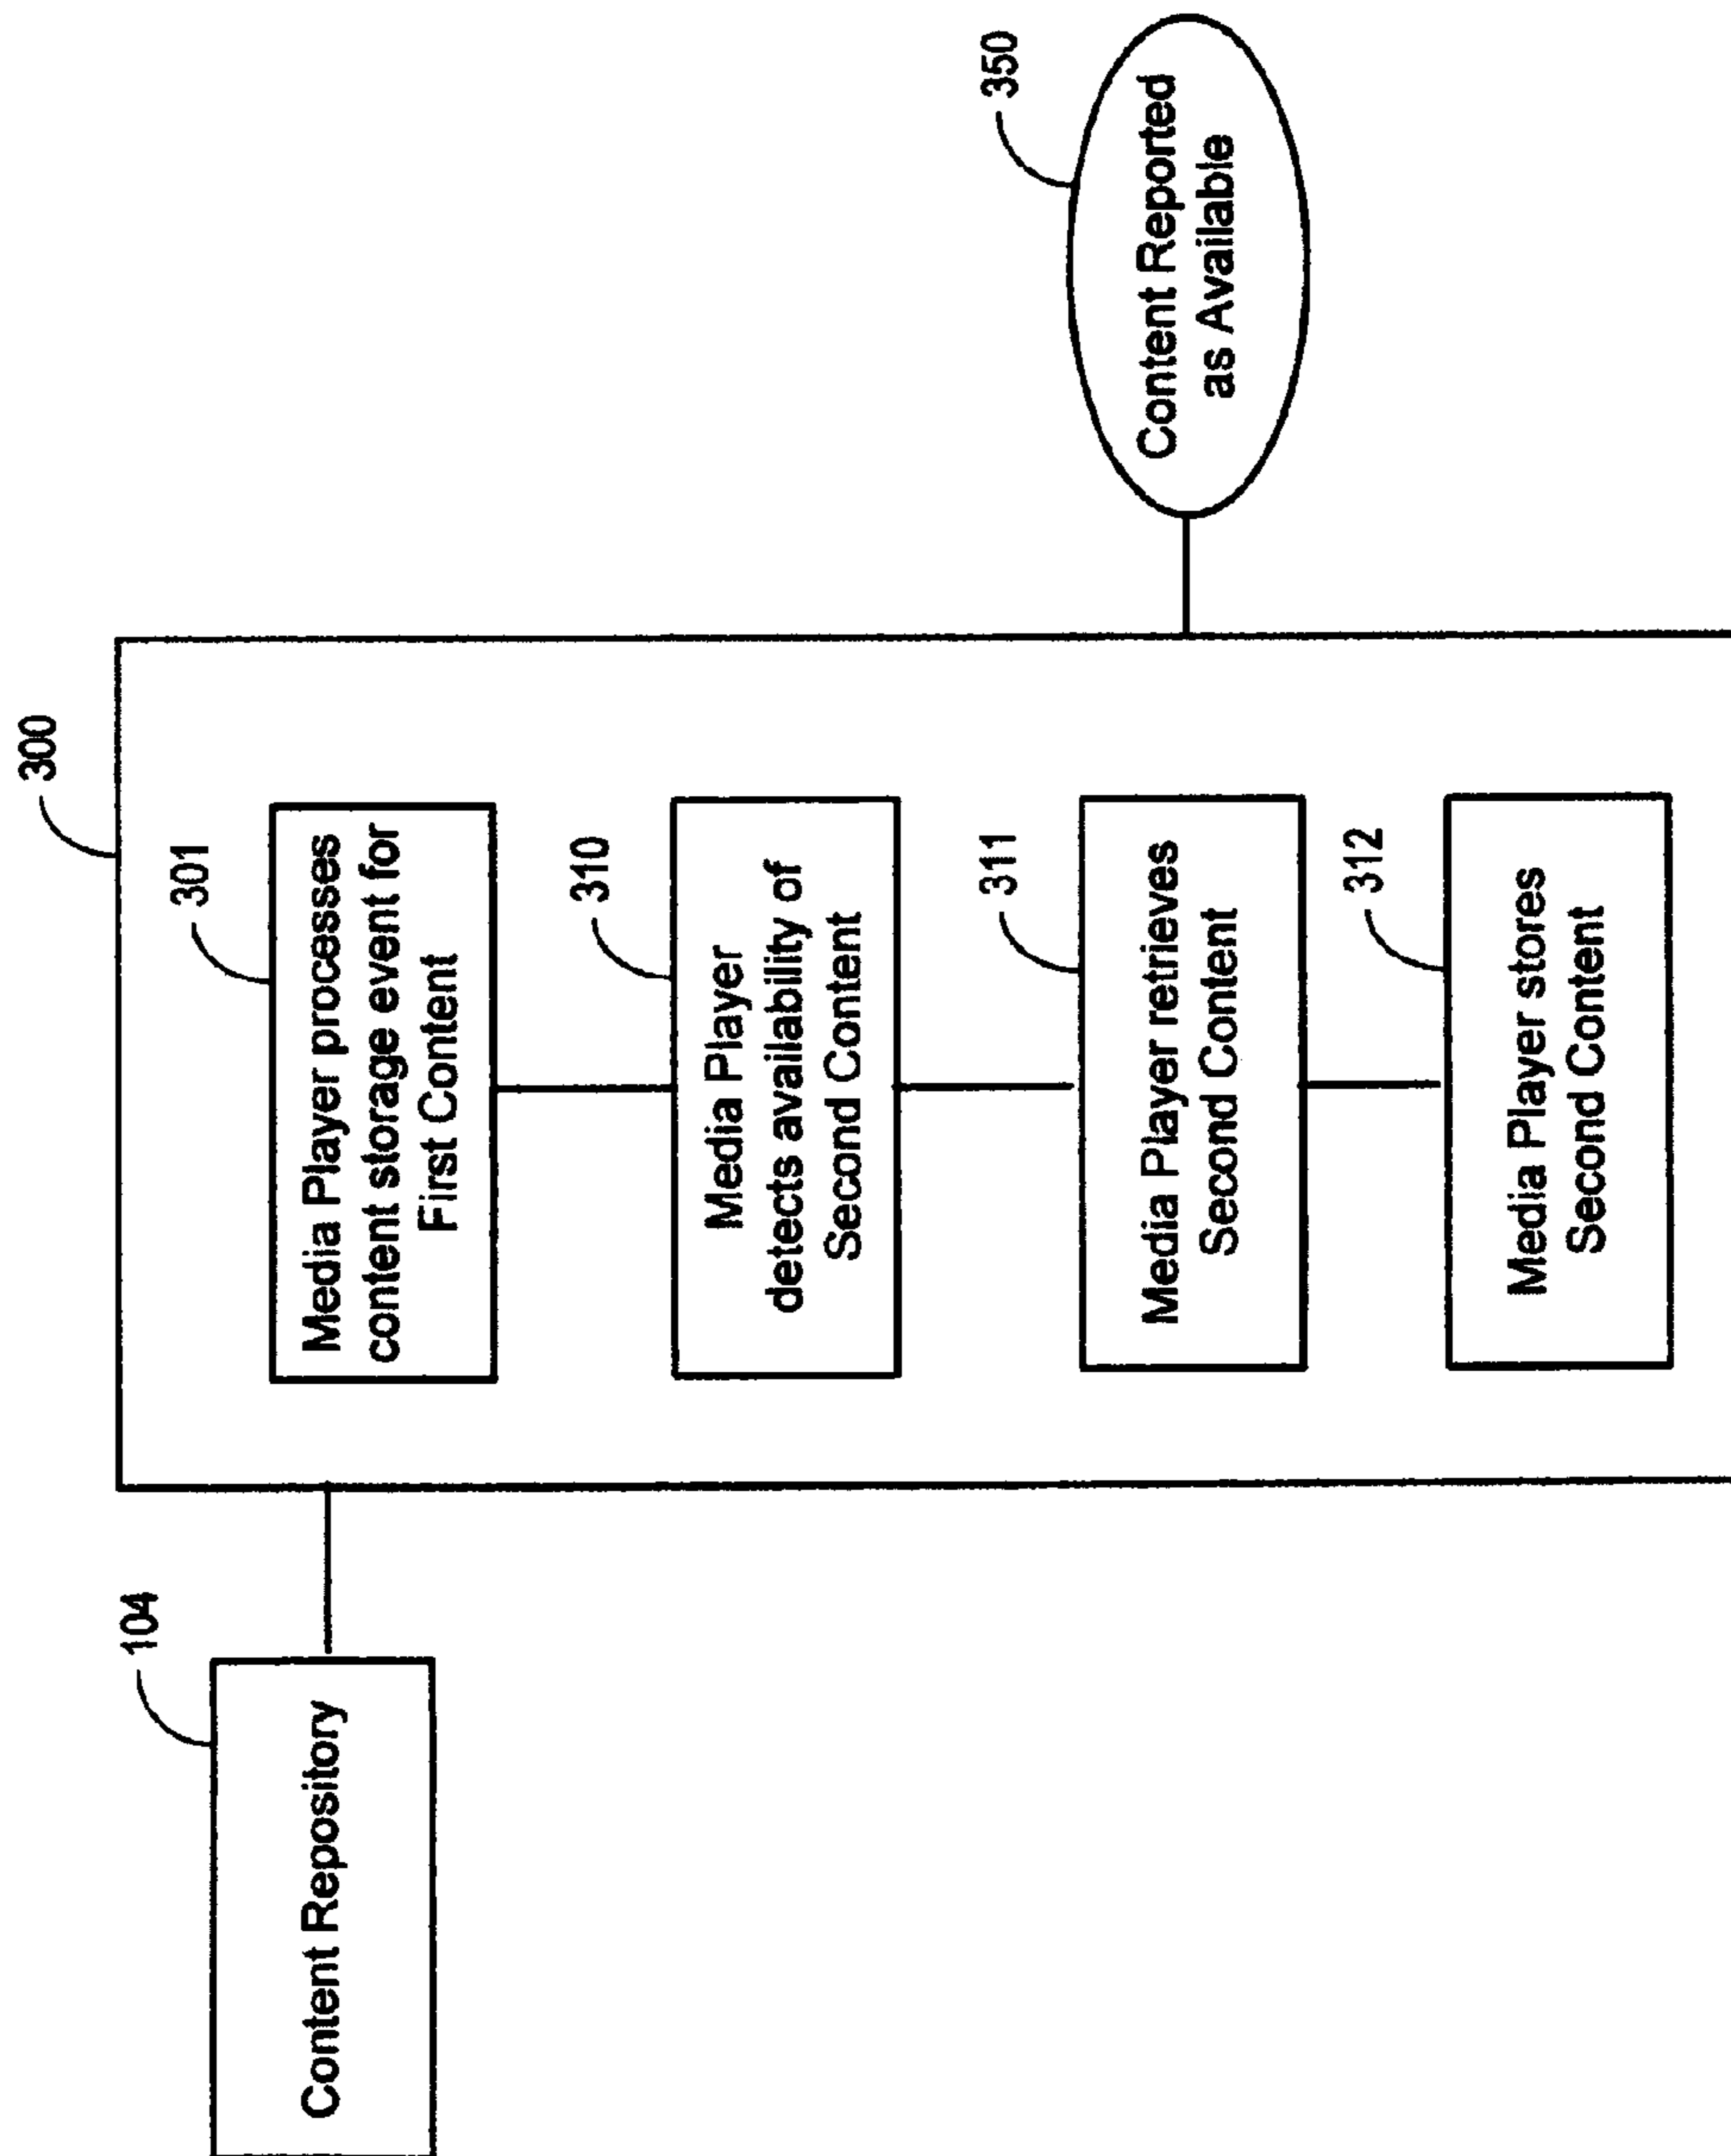 300
104
Content Repository
301
Media Player processes
content storage event for
First Content
310
Media Player
detects availability of
Second Content
311
Media Player retrieves
Second Content
312
Media Player stores
Second Content
350
Content Reported
as Available